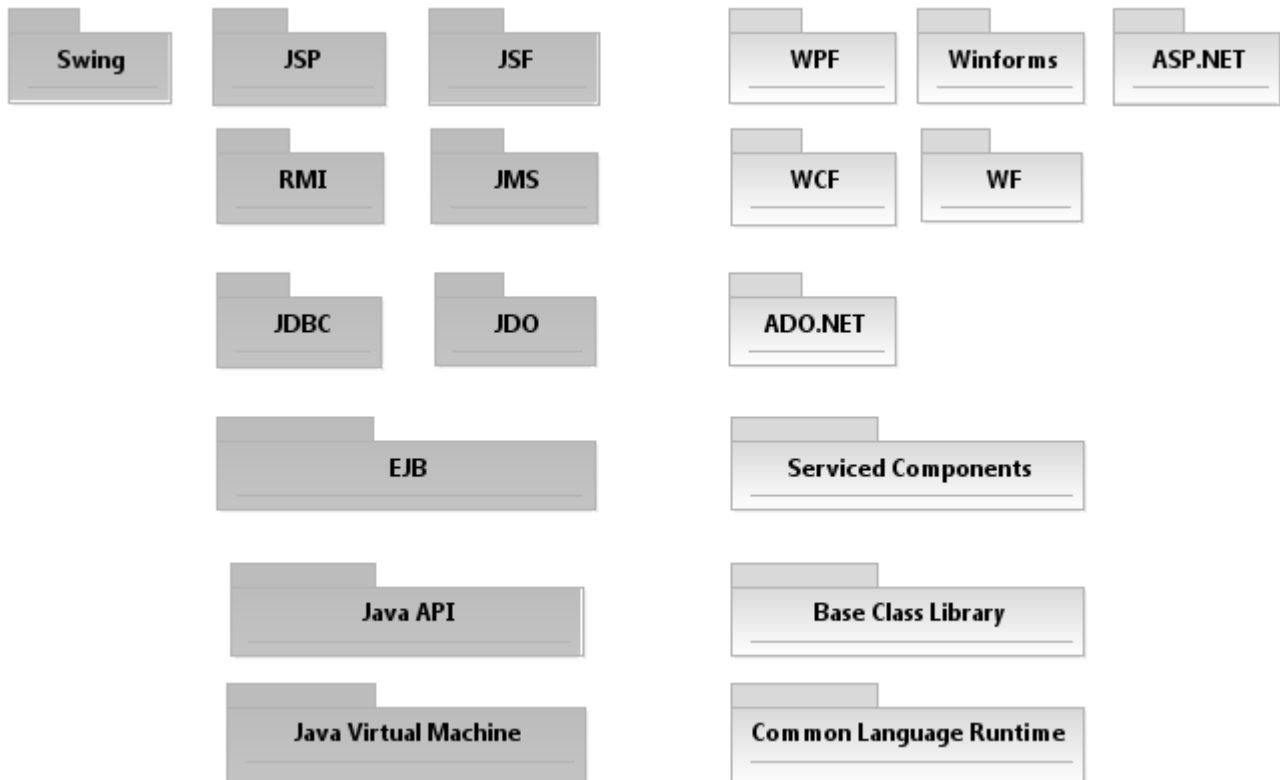 Swing JSP JSF WPF Winforms ASP.NET
RMI JMS WCF WF
JDBC JDO ADO.NET
EJB Serviced Components
Java API Base Class Library
Java Virtual Machine Common Language Runtime